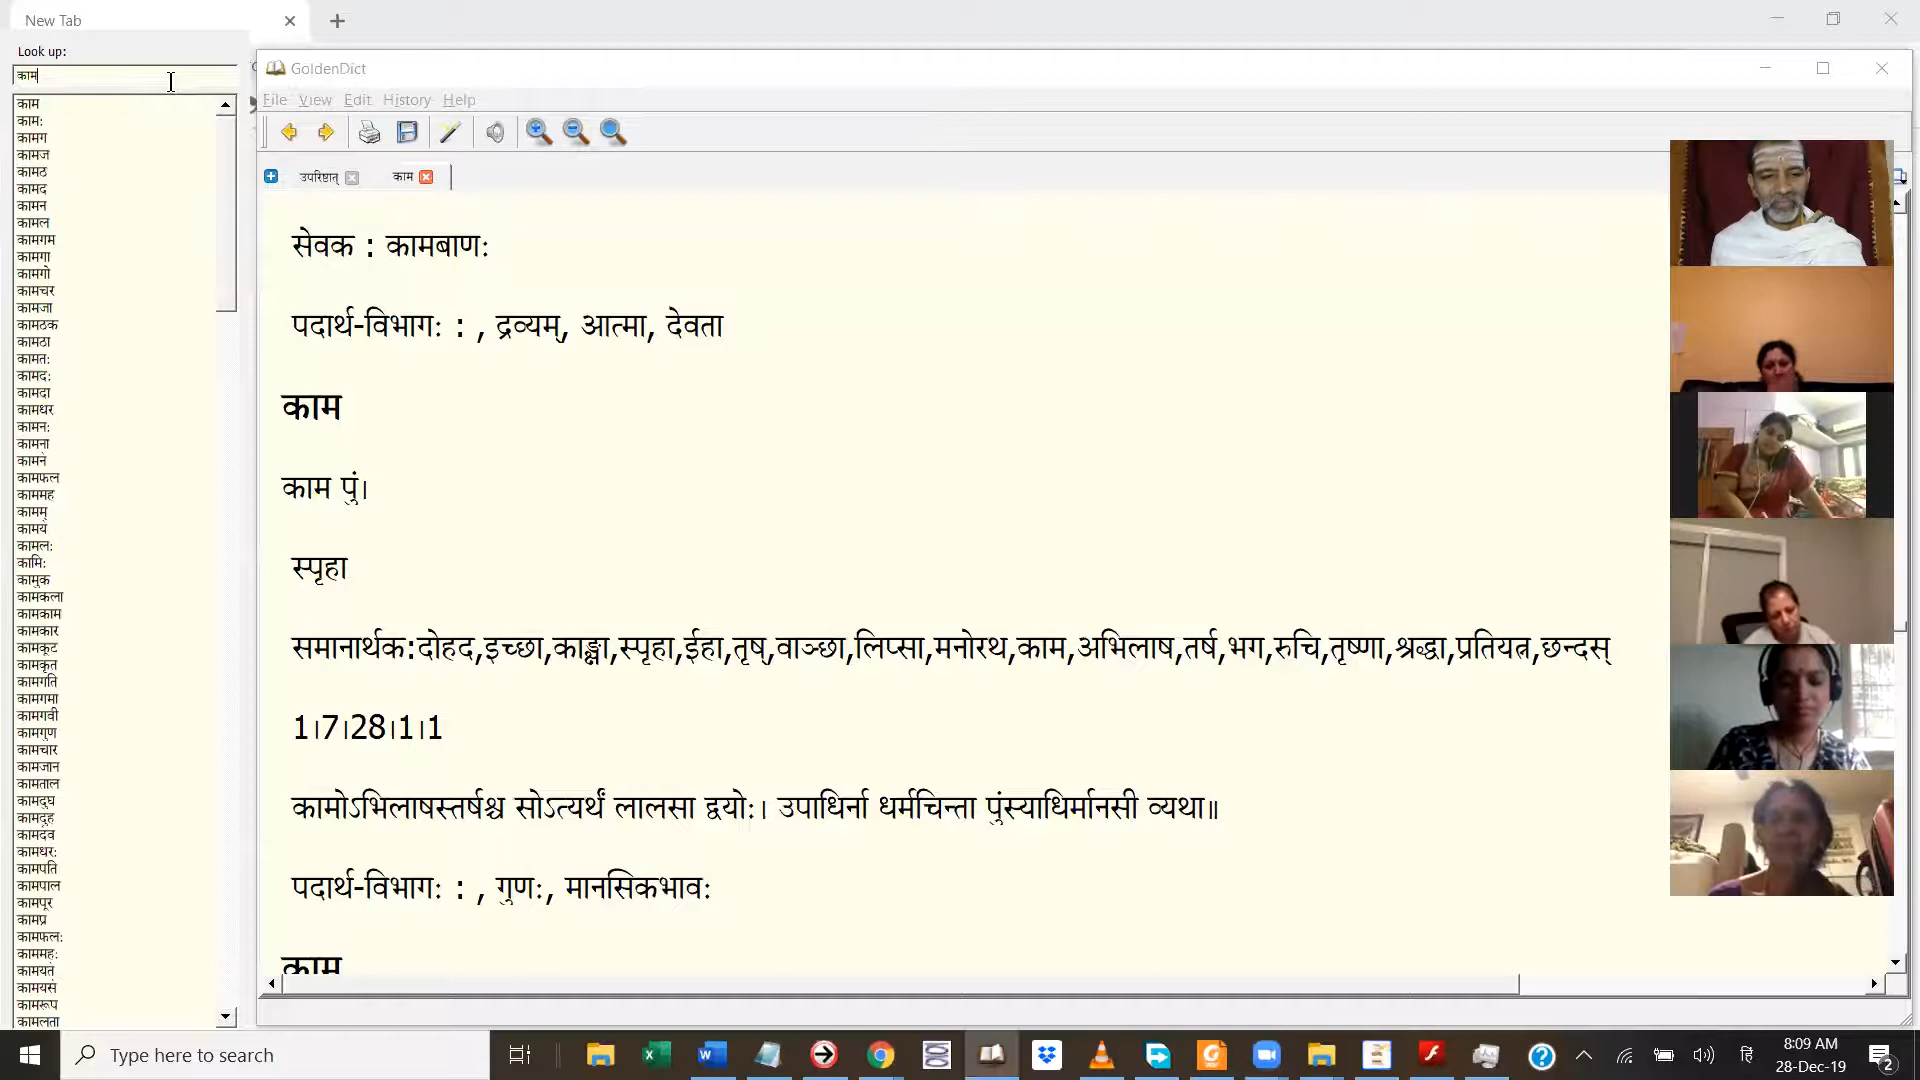 New Tab
Look up:
काम
काम
काम:
कामग
कामज
कामठ
कामद
कामन
कामल
कामगम
कामगा
कामगो
कामचर
कामजा
कामठक
कामठा
कामत:
कामद:
कामदा
कामधर
कामन:
कामना
कामने
कामफल
काममह
कामम्
कामये
कामल:
कामि:
कामुक
कामकला
कामकाम
कामकार
कामकूट
कामकृत
कामगति
कामगमा
कामगवी
कामगुण
कामचार
कामजान
कामताल
कामदुघ
कामदुह
कामदेव
कामधर:
कामपति
कामपाल
कामपूर
कामप्र
कामफल:
काममह:
कामयते
कामयसे
कामरूप
कामलता
GoldenDict
File View Edit History Help
उपरिष्टात्
काम
सेवक : कामबाणः
पदार्थ-विभागः : , द्रव्यम्, आत्मा, देवता
काम
काम पुं।
स्पृहा
समानार्थक:दोहद,इच्छा,काङ्क्षा,स्पृहा,ईहा,तृष्,वाञ्छा,लिप्सा,मनोरथ,काम,अभिलाष,तर्ष,भग,रुचि,तृष्णा,श्रद्धा,प्रतियत्न,छन्दस्
1।7।28।1।1
कामोऽभिलाषस्तर्षश्च सोऽत्यर्थं लालसा द्वयोः। उपाधिर्ना धर्मचिन्ता पुंस्याधिर्मानसी व्यथा॥
पदार्थ-विभागः : , गुणः, मानसिकभावः
काम
Type here to search
हि
8:09 AM
28-Dec-19
2